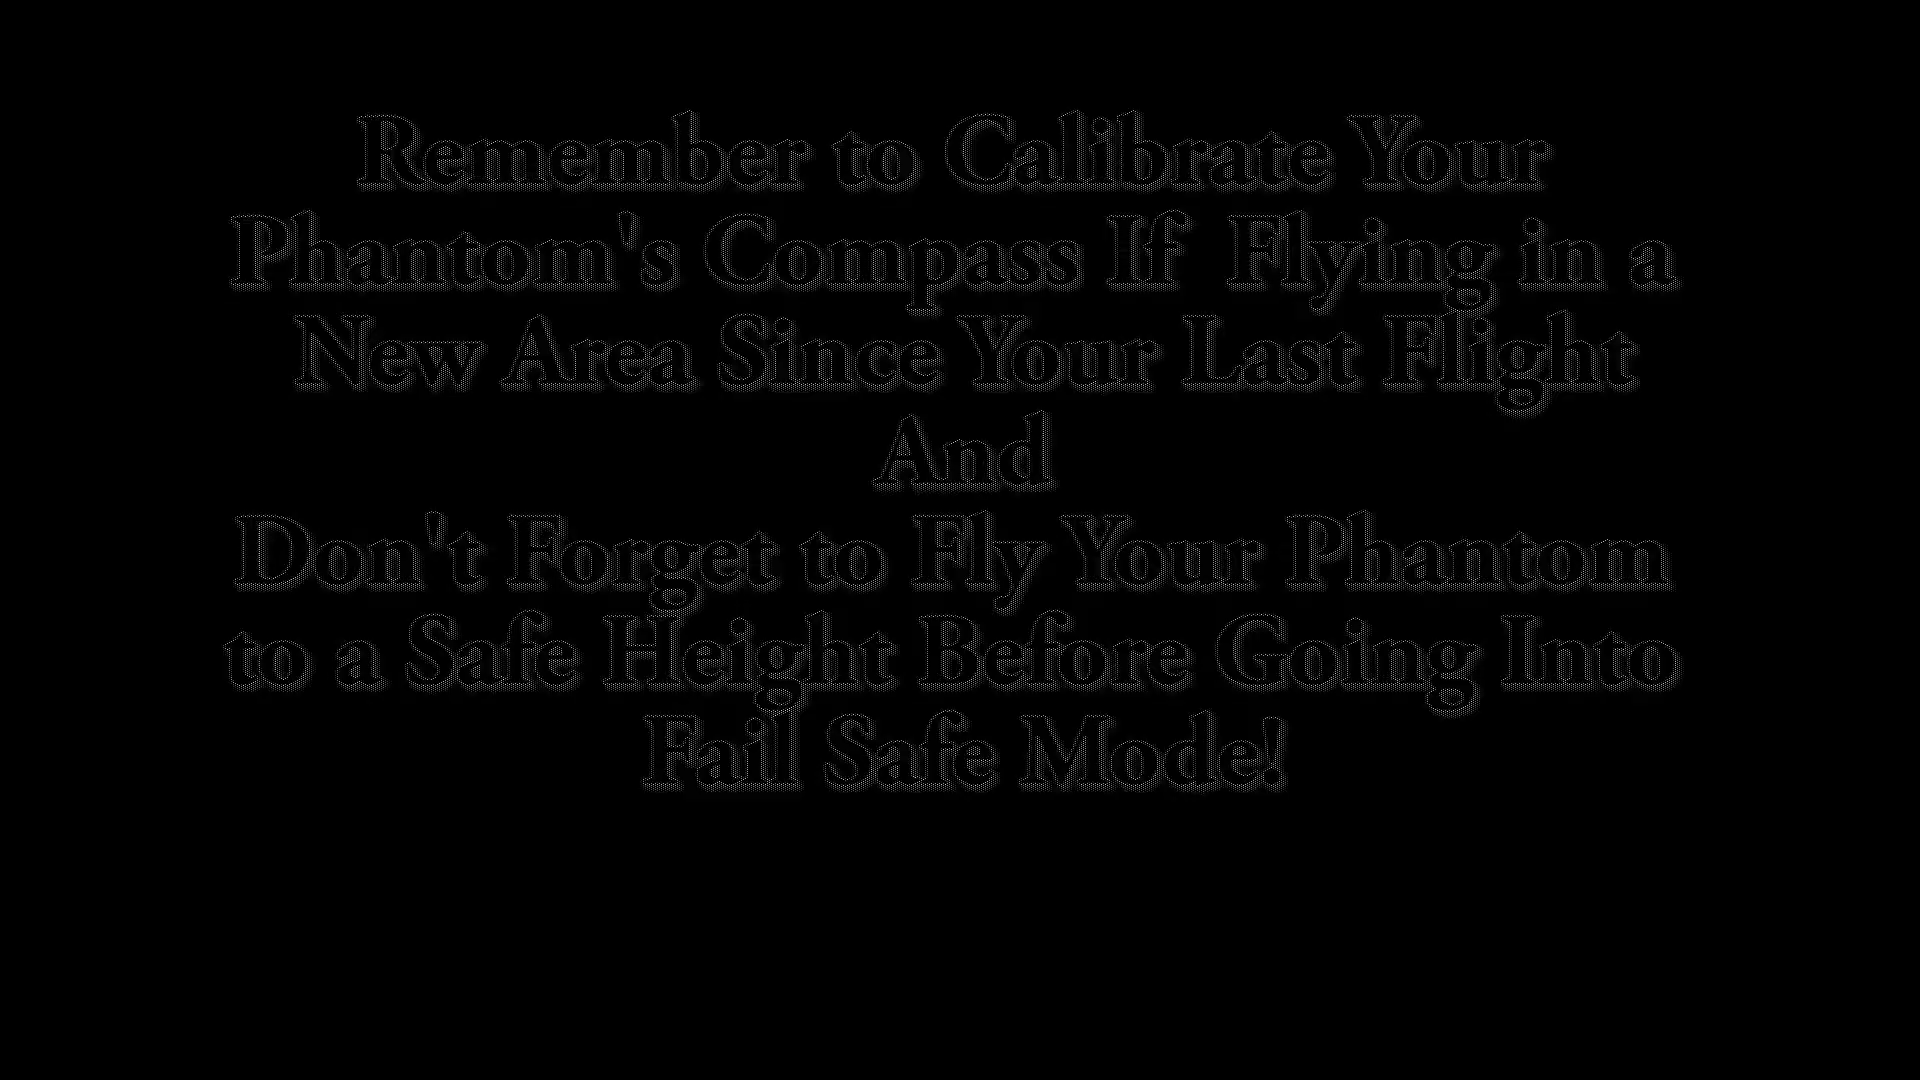 Remember to Calibrate Your
Phantom's Compass If Flying in a
New Area Since Your Last Flight
And
Don't Forget to Fly Your Phantom
to a Safe Height Before Going Into
Fail Safe Mode!